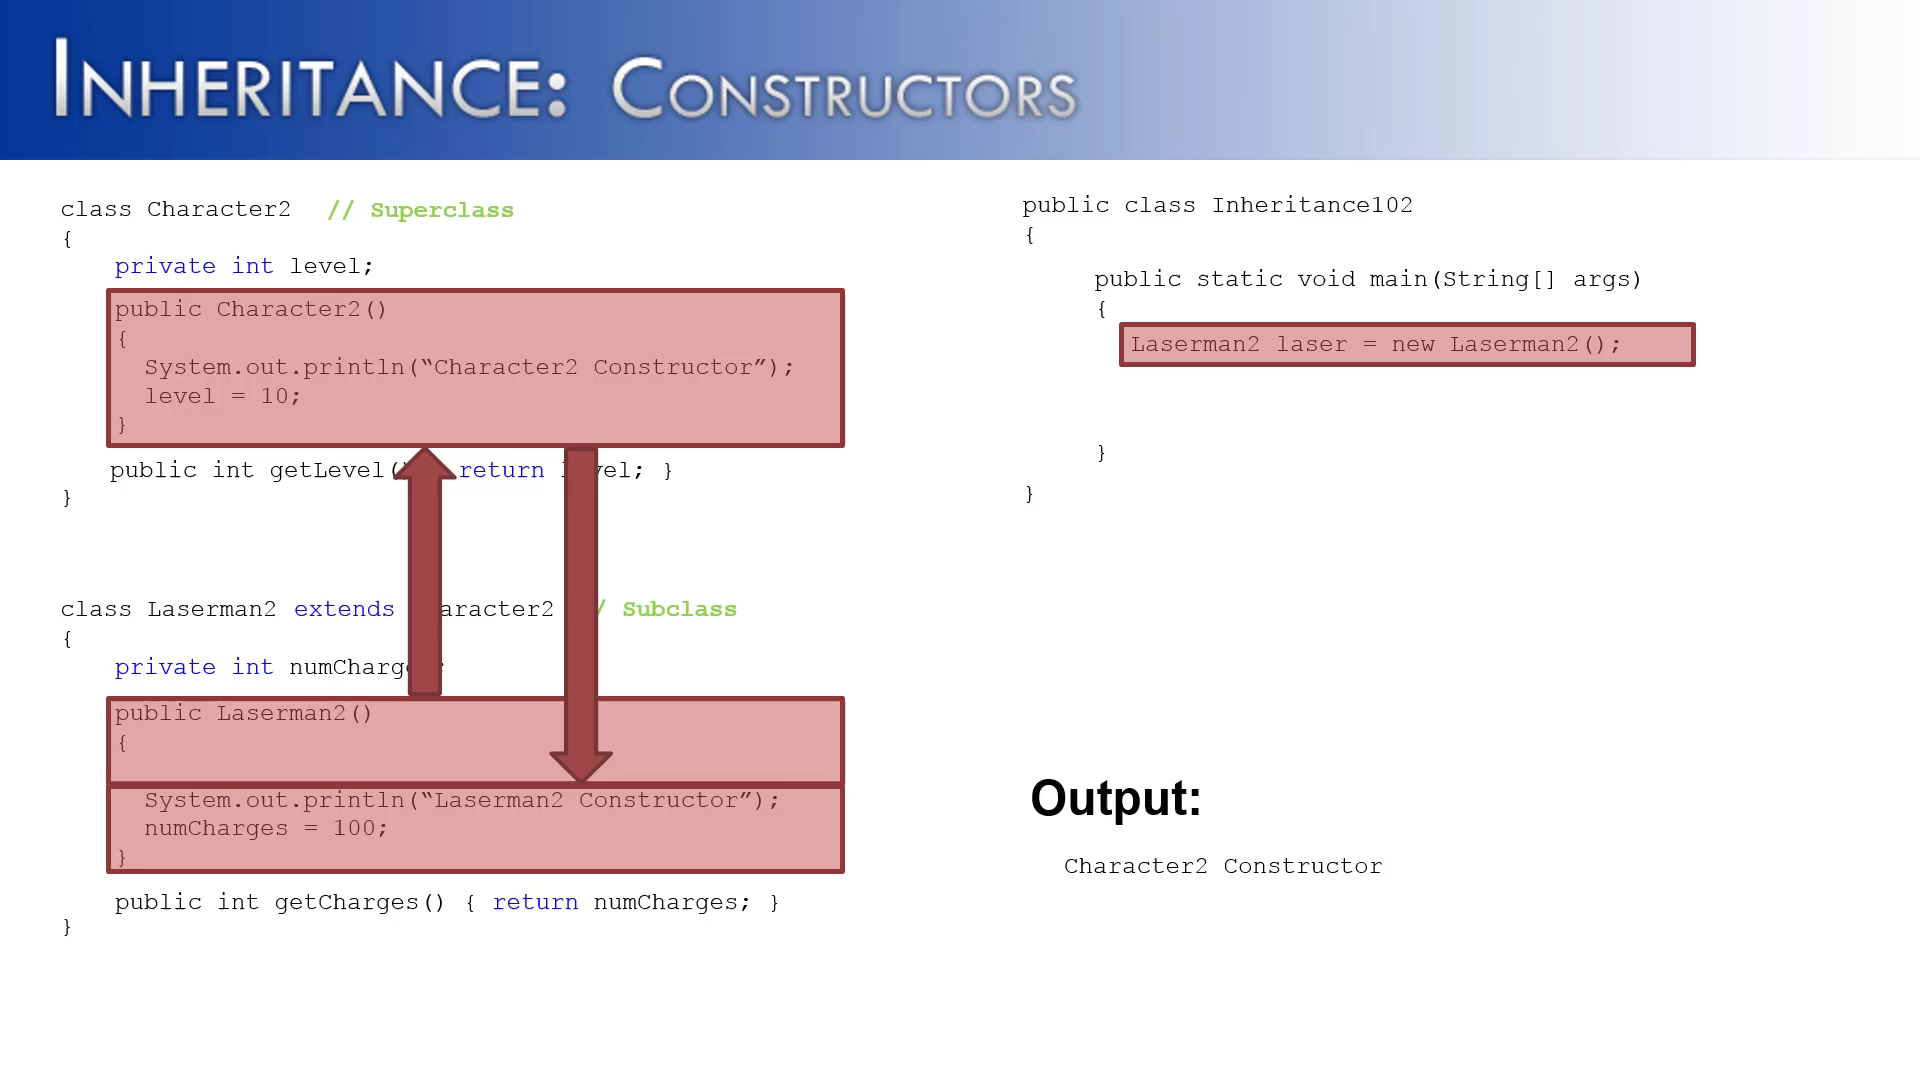 INHERITANCE: CONSTRUCTORS
class Character2 // Superclass
{
private int level;
public Character2()
{
System.out.println(“Character2 Constructor”);
level = 10;
}
public int getLevel( return level; }
}
class Laserman2 extends aracter2 / Subclass
{
private int numCharge
public Laserman2()
{
System.out.println(“Laserman2 Constructor”);
numCharges = 100;
}
public int getCharges() { return numCharges; }
}
public class Inheritance102
{
public static void main(String[] args)
{
Laserman2 laser = new Laserman2();
}
}
Output:
Character2 Constructor